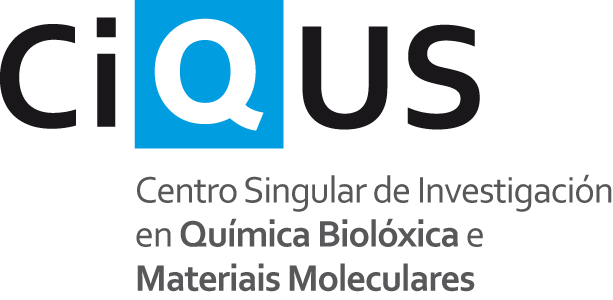 CiQUS
Centro Singular de Investigación
en Química Biolóxica e
Materiais Moleculares